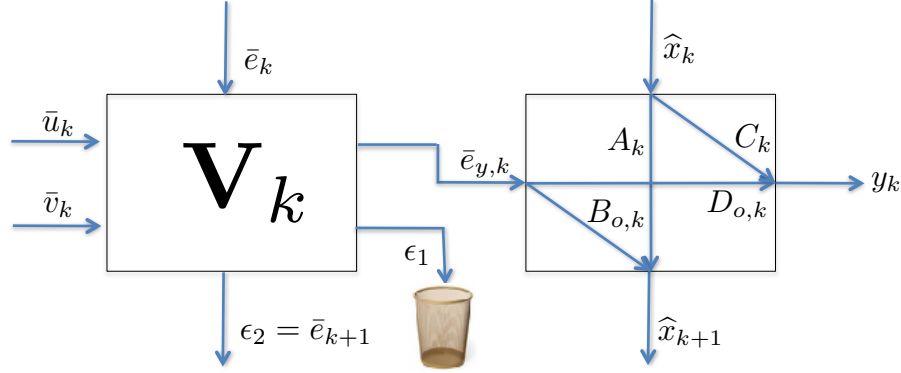 ē_k
x̂_k
ū_k
V_k
A_k
C_k
ē_{y,k}
v̄_k
y_k
B_{o,k}
D_{o,k}
ϵ_1
ϵ_2 = ē_{k+1}
x̂_{k+1}